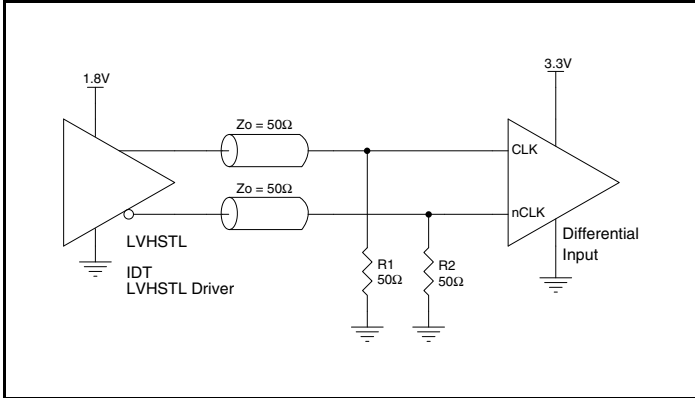 1.8V
3.3V
Zo = 50Ω
CLK
Zo = 50Ω
nCLK
LVHSTL
IDT
LVHSTL Driver
R1
50Ω
R2
50Ω
Differential
Input